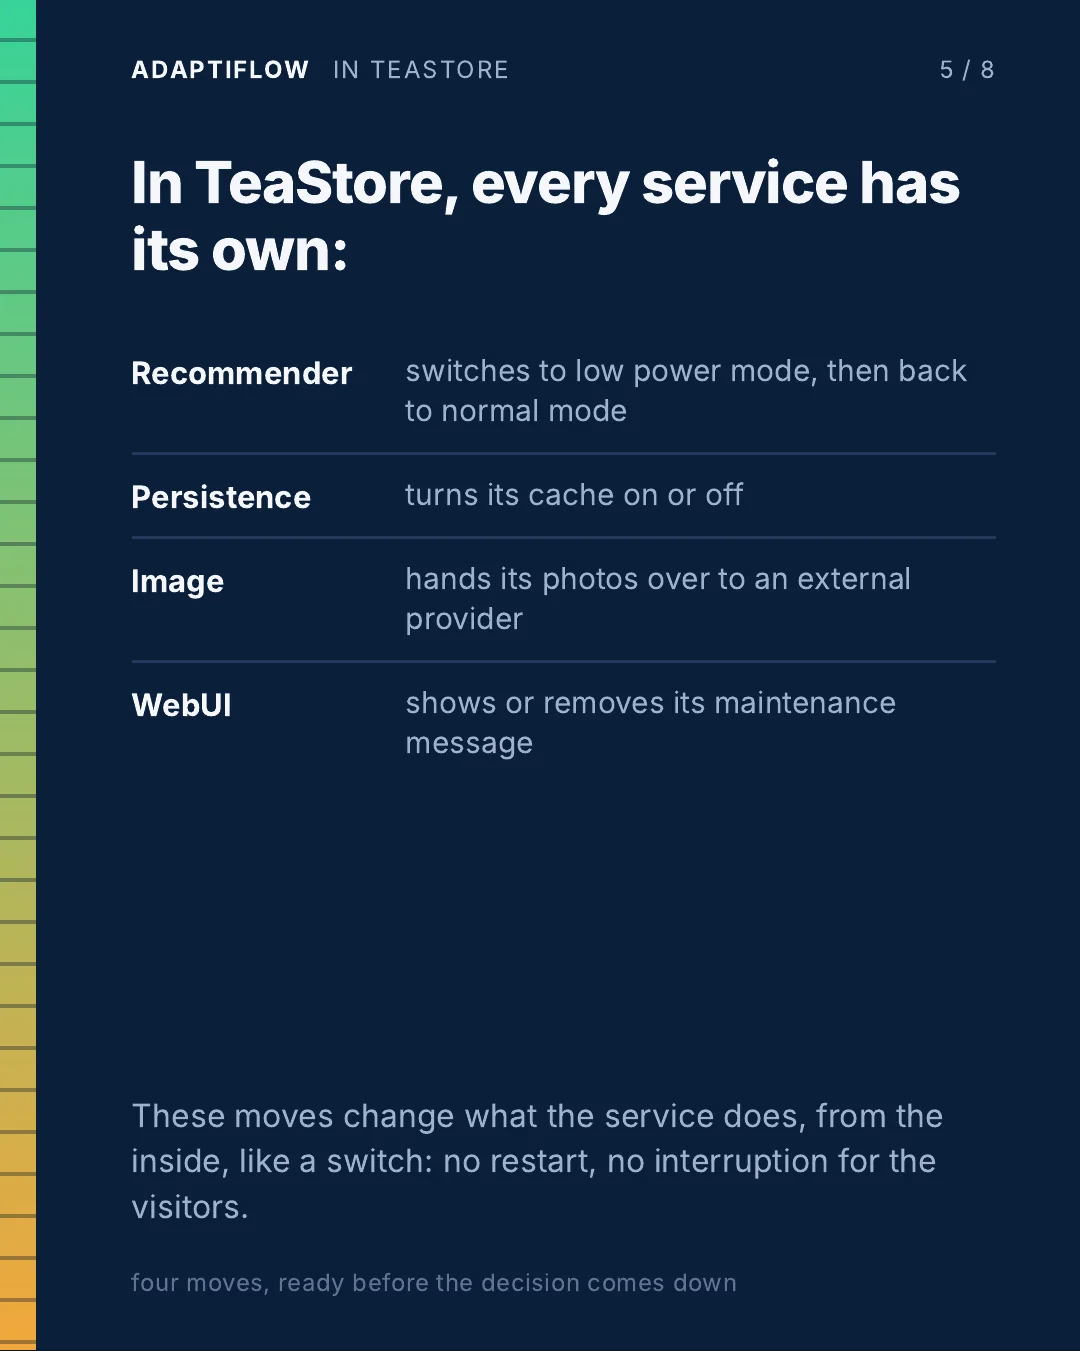 ADAPTIFLOW IN TEASTORE
5 / 8
In TeaStore, every service has
its own:
Recommender
switches to low power mode, then back
to normal mode
Persistence
turns its cache on or off
Image
hands its photos over to an external
provider
WebUI
shows or removes its maintenance
message
These moves change what the service does, from the
inside, like a switch: no restart, no interruption for the
visitors.
four moves, ready before the decision comes down